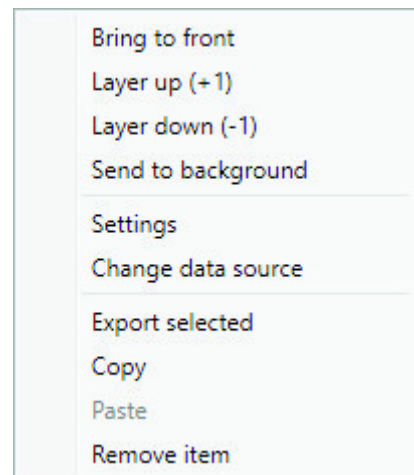 Bring to front
Layer up (+1)
Layer down (-1)
Send to background
Settings
Change data source
Export selected
Copy
Paste
Remove item